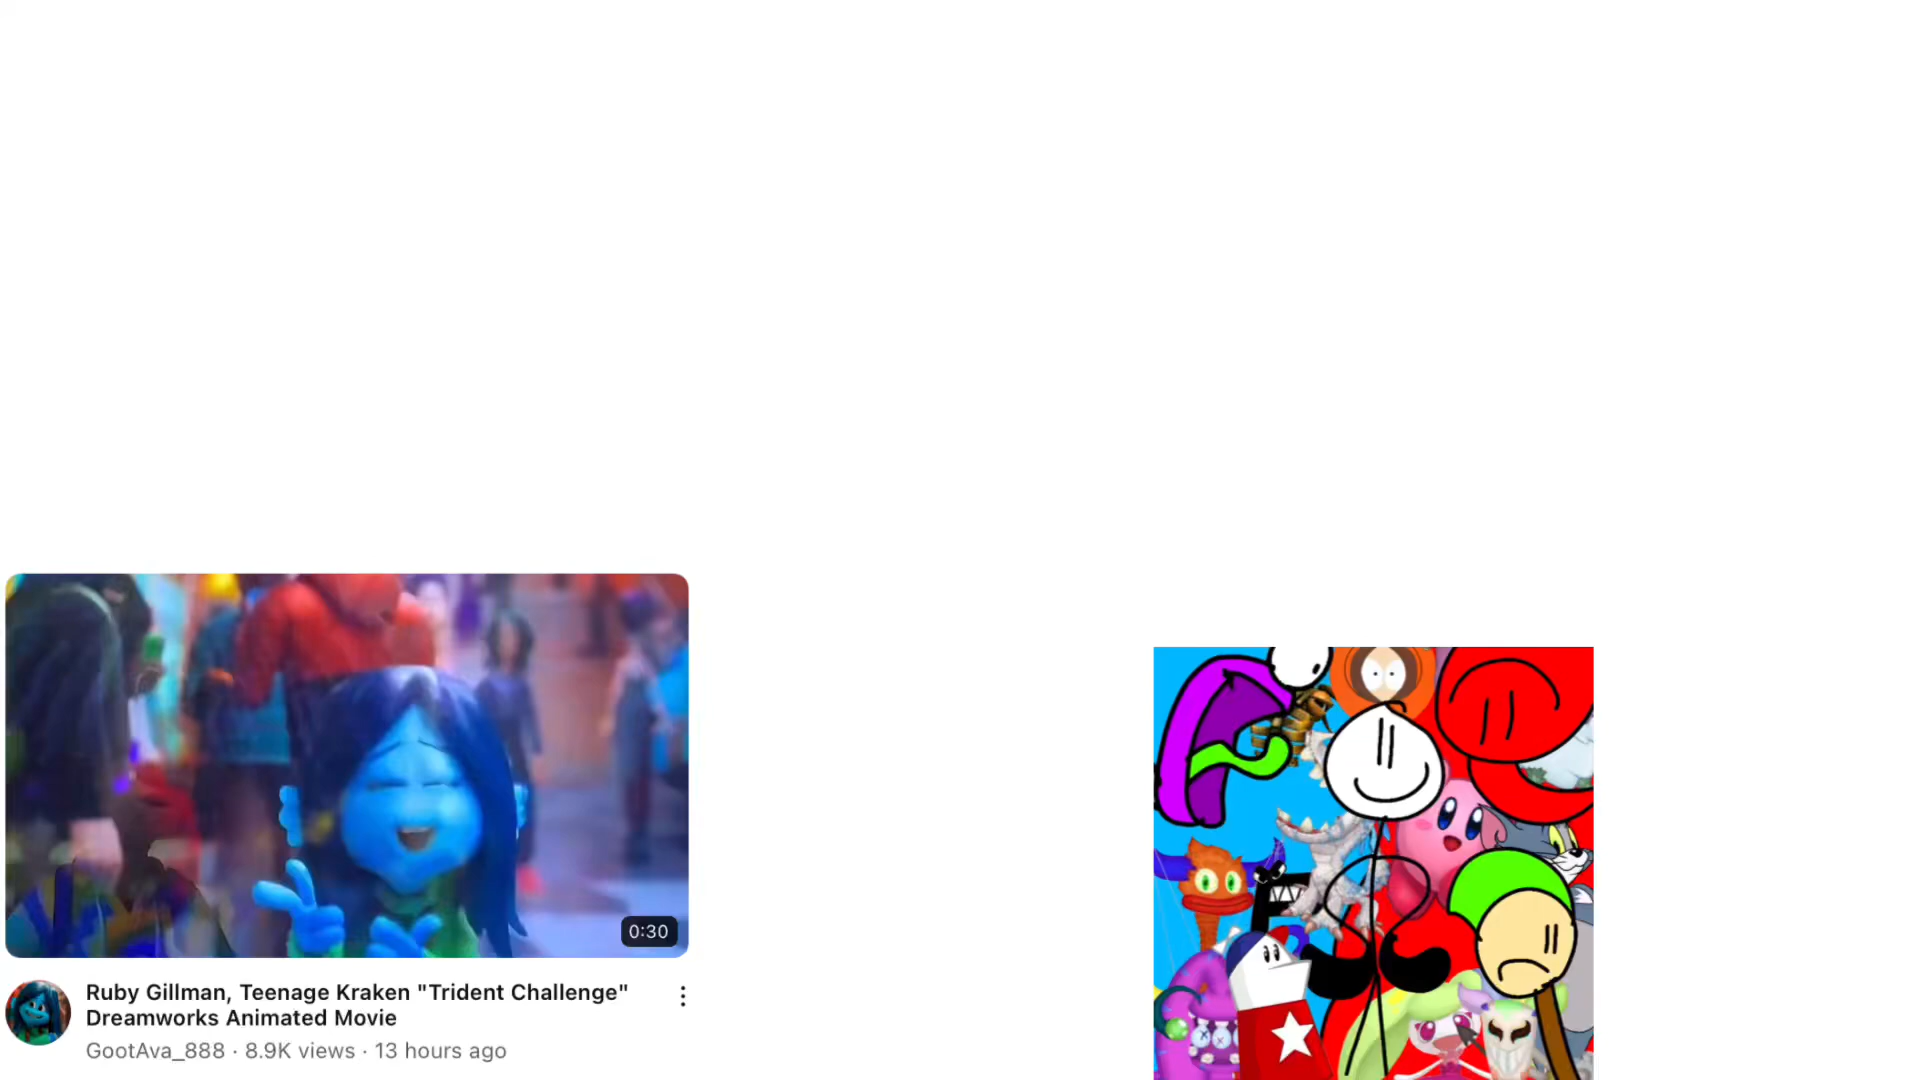 0:30
Ruby Gillman, Teenage Kraken "Trident Challenge"
Dreamworks Animated Movie
GootAva_888 · 8.9K views · 13 hours ago